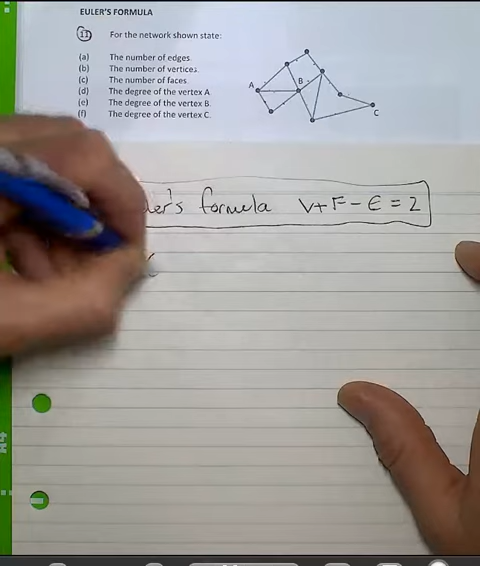 EULER'S FORMULA
11 For the network shown state:
(a) The number of edges.
(b) The number of vertices.
(c) The number of faces.
(d) The degree of the vertex A.
(e) The degree of the vertex B.
(f) The degree of the vertex C.
A
B
C
ler's formula V+F-E=2
A4